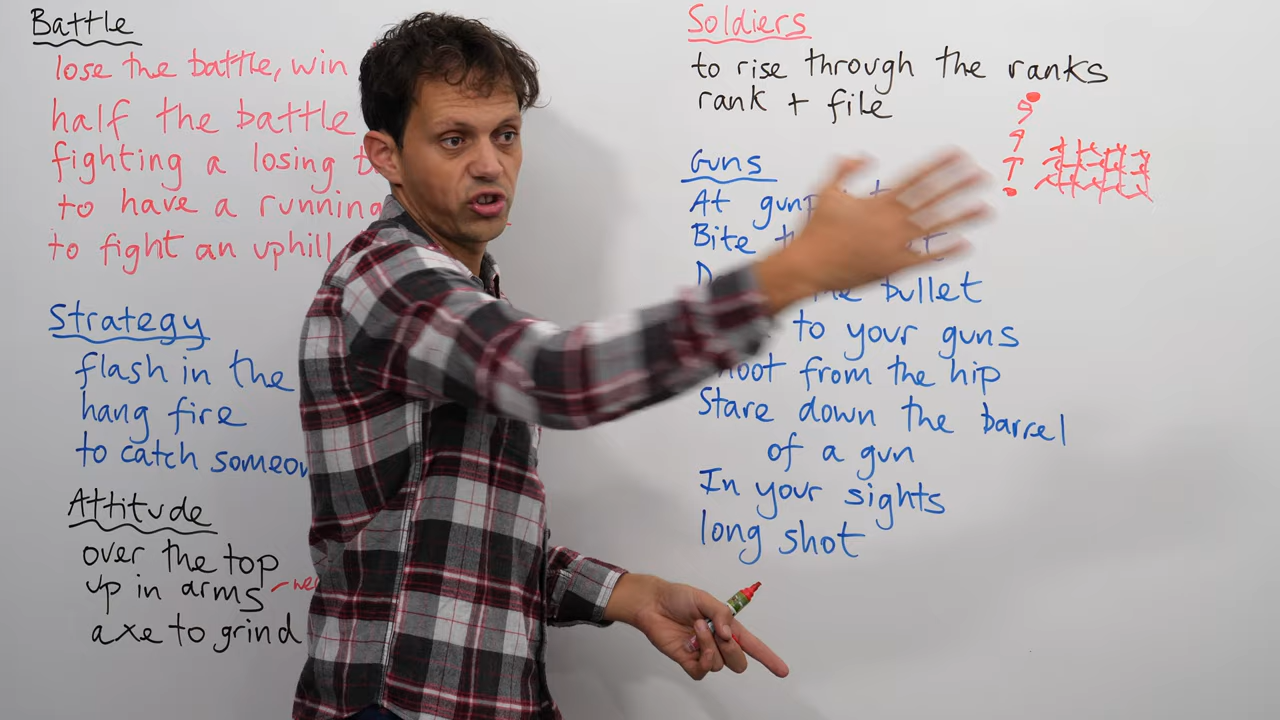 Battle
lose the battle, win
half the battle
fighting a losing
to have a running
to fight an uphill
Strategy
flash in the
hang fire
to catch
Attitude
over the top
up in arms
axe to grind
Soldiers
to rise through the ranks
rank + file
Guns
At
Bite
bullet
to your guns
from the hip
Stare down the barrel
of a gun
In your sights
long shot